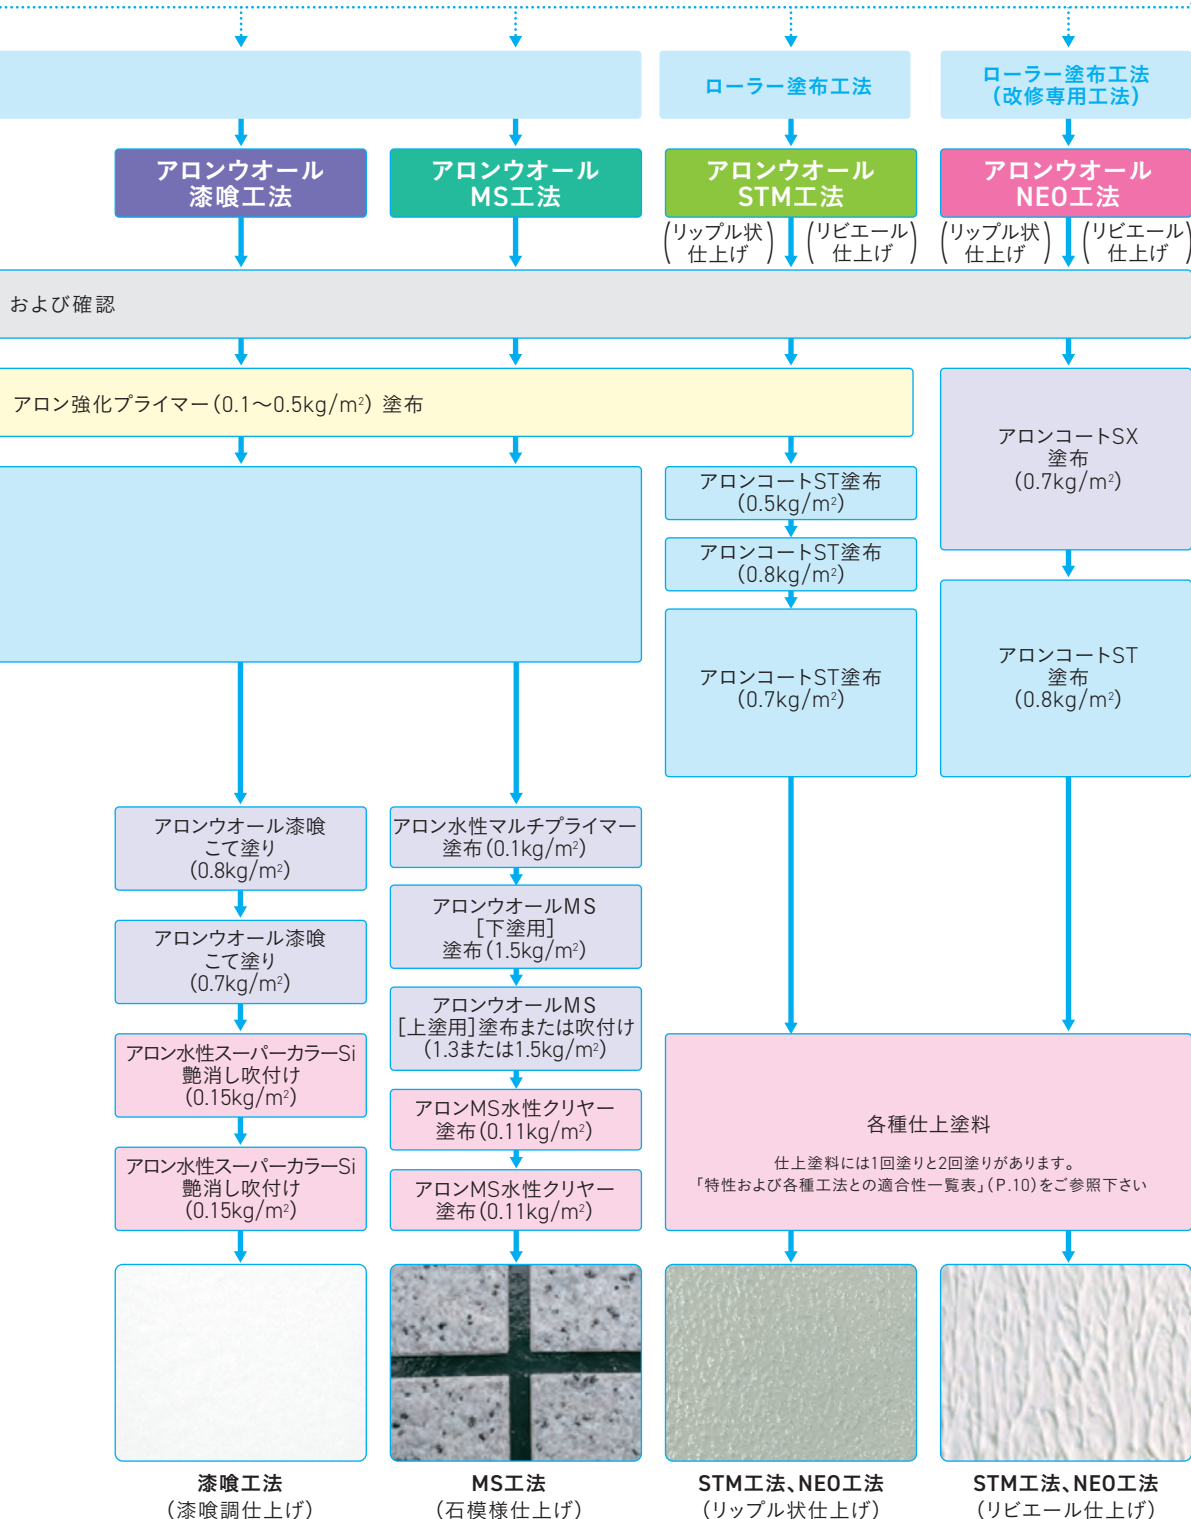 ローラー塗布工法
ローラー塗布工法
(改修専用工法)
アロンウオール
漆喰工法
アロンウオール
MS工法
アロンウオール
STM工法
アロンウオール
NEO工法
(リップル状
仕上げ)
(リビエール
仕上げ)
(リップル状
仕上げ)
(リビエール
仕上げ)
および確認
アロン強化プライマー(0.1〜0.5kg/m²) 塗布
アロンコートST塗布
(0.5kg/m²)
アロンコートST塗布
(0.8kg/m²)
アロンコートST塗布
(0.7kg/m²)
アロンコートSX
塗布
(0.7kg/m²)
アロンコートST
塗布
(0.8kg/m²)
アロンウオール漆喰
こて塗り
(0.8kg/m²)
アロンウオール漆喰
こて塗り
(0.7kg/m²)
アロン水性スーパーカラーSi
艶消し吹付け
(0.15kg/m²)
アロン水性スーパーカラーSi
艶消し吹付け
(0.15kg/m²)
アロン水性マルチプライマー
塗布(0.1kg/m²)
アロンウオールMS
[下塗用]
塗布(1.5kg/m²)
アロンウオールMS
[上塗用]塗布または吹付け
(1.3または1.5kg/m²)
アロンMS水性クリヤー
塗布(0.11kg/m²)
アロンMS水性クリヤー
塗布(0.11kg/m²)
各種仕上塗料
仕上塗料には1回塗りと2回塗りがあります。
「特性および各種工法との適合性一覧表」(P.10)をご参照下さい
漆喰工法
(漆喰調仕上げ)
MS工法
(石模様仕上げ)
STM工法、NEO工法
(リップル状仕上げ)
STM工法、NEO工法
(リビエール仕上げ)